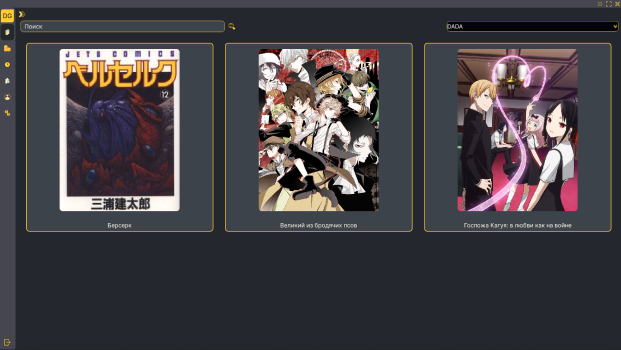 DG
Поиск
DADA
JETS COMICS
ベルセルク
12
三浦建太郎
Берсерк
Великий из бродячих псов
Госпожа Кагуя: в любви как на войне